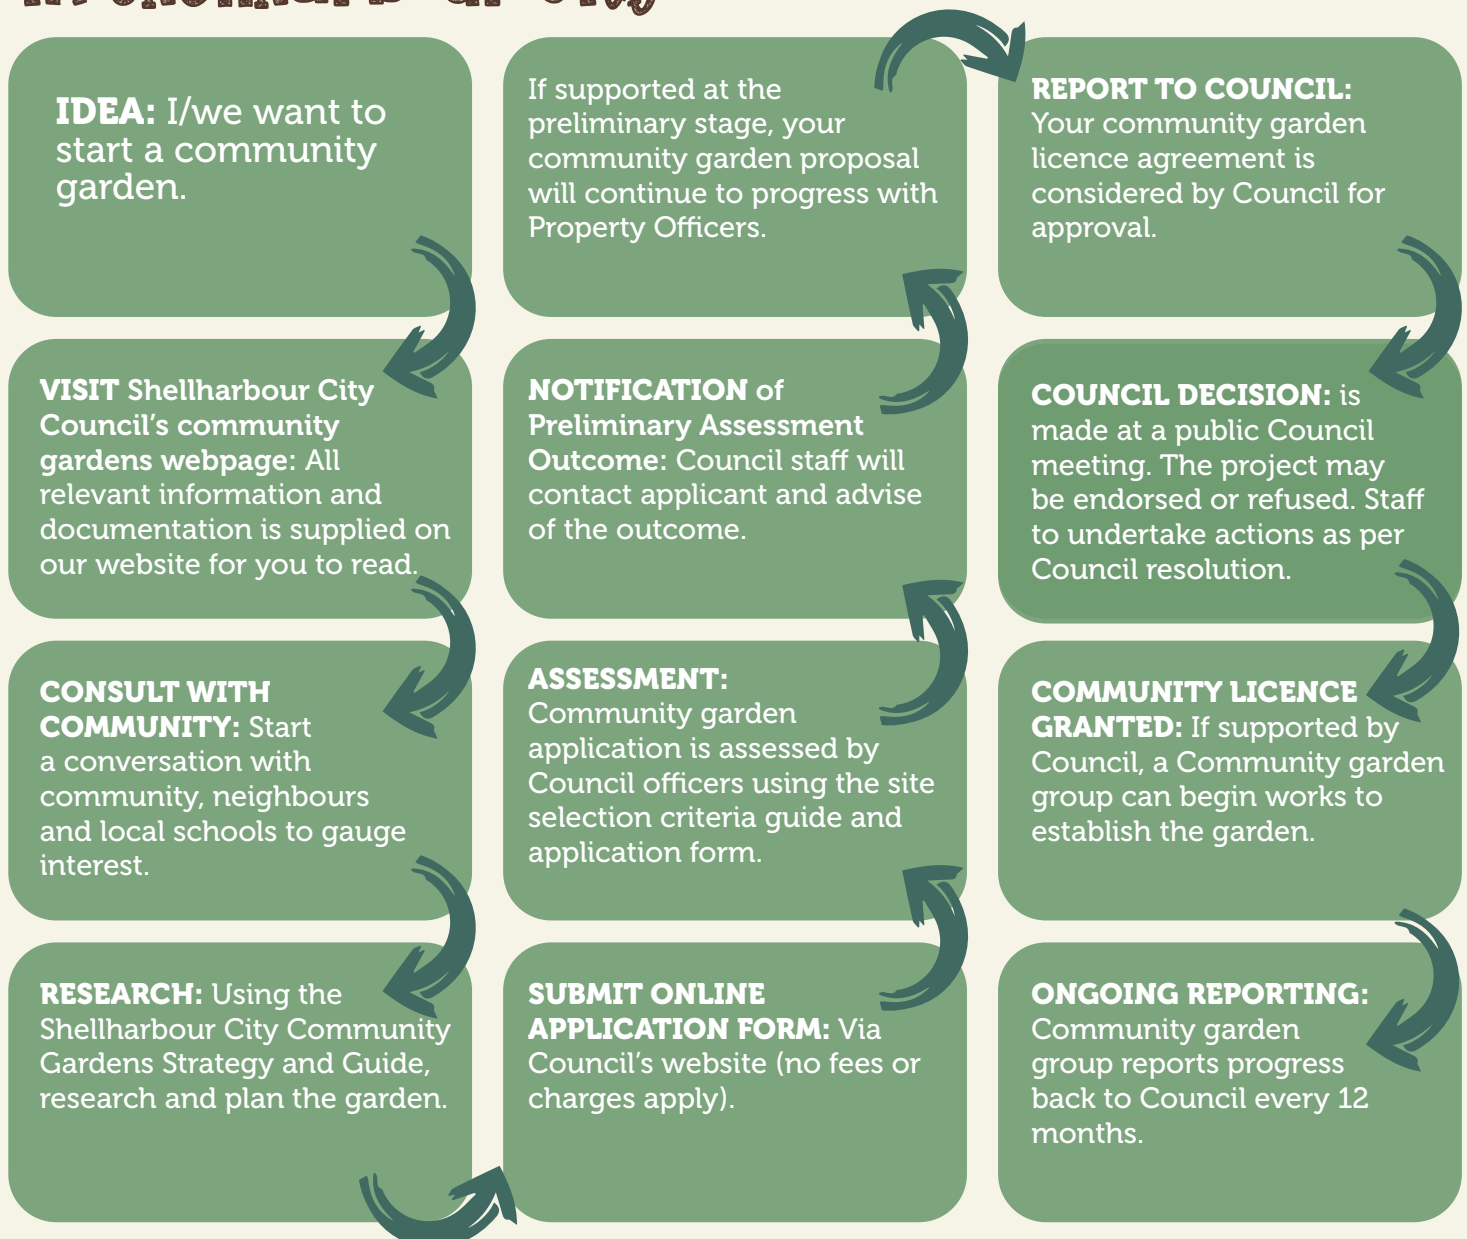 IDEA: I/we want to
start a community
garden.
VISIT Shellharbour City
Council’s community
gardens webpage: All
relevant information and
documentation is supplied on
our website for you to read.
CONSULT WITH
COMMUNITY: Start
a conversation with
community, neighbours
and local schools to gauge
interest.
RESEARCH: Using the
Shellharbour City Community
Gardens Strategy and Guide,
research and plan the garden.
SUBMIT ONLINE
APPLICATION FORM: Via
Council’s website (no fees or
charges apply).
ASSESSMENT:
Community garden
application is assessed by
Council officers using the site
selection criteria guide and
application form.
NOTIFICATION of
Preliminary Assessment
Outcome: Council staff will
contact applicant and advise
of the outcome.
If supported at the
preliminary stage, your
community garden proposal
will continue to progress with
Property Officers.
REPORT TO COUNCIL:
Your community garden
licence agreement is
considered by Council for
approval.
COUNCIL DECISION: is
made at a public Council
meeting. The project may
be endorsed or refused. Staff
to undertake actions as per
Council resolution.
COMMUNITY LICENCE
GRANTED: If supported by
Council, a Community garden
group can begin works to
establish the garden.
ONGOING REPORTING:
Community garden
group reports progress
back to Council every 12
months.